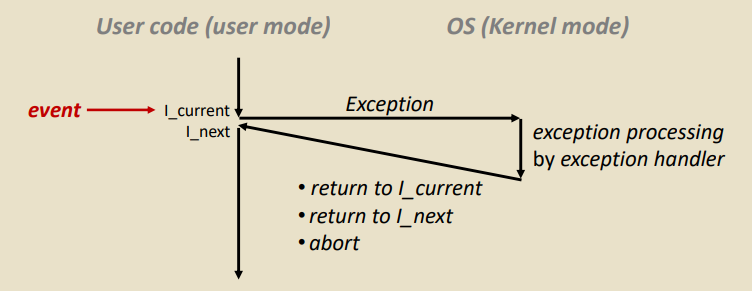 User code (user mode)
OS (Kernel mode)
event
I_current
Exception
I_next
exception processing
by exception handler
• return to I_current
• return to I_next
• abort